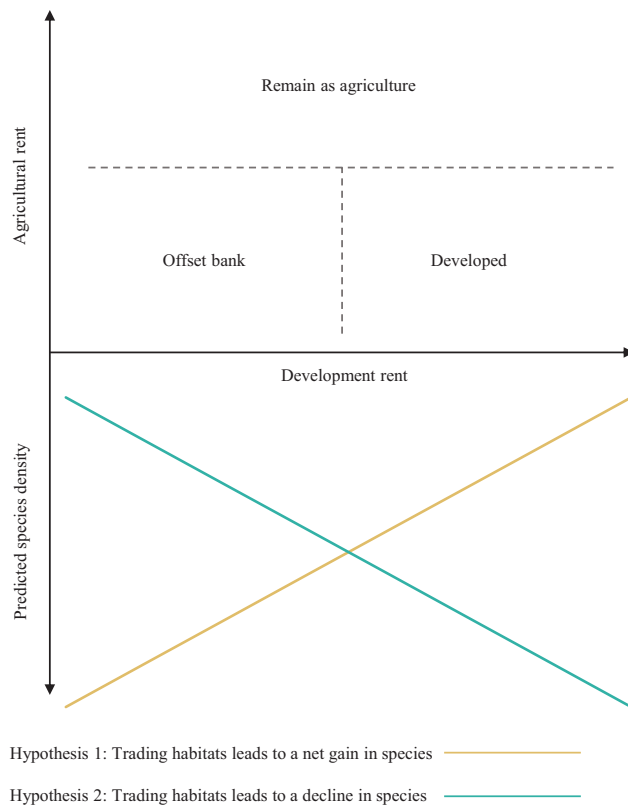 Agricultural rent
Remain as agriculture
Offset bank
Developed
Development rent
Predicted species density
Hypothesis 1: Trading habitats leads to a net gain in species
Hypothesis 2: Trading habitats leads to a decline in species